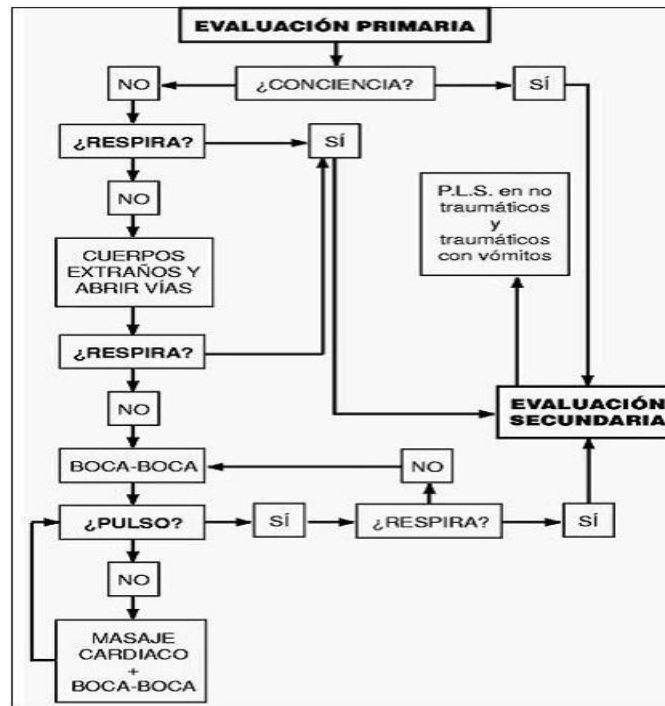 EVALUACIÓN PRIMARIA
NO
¿CONCIENCIA?
SÍ
¿RESPIRA?
SÍ
NO
P.L.S. en no
traumáticos
y
traumáticos
con vómitos
CUERPOS
EXTRAÑOS Y
ABRIR VÍAS
¿RESPIRA?
NO
EVALUACIÓN
SECUNDARIA
BOCA-BOCA
NO
¿PULSO?
SÍ
¿RESPIRA?
SÍ
NO
MASAJE
CARDIACO
+
BOCA-BOCA